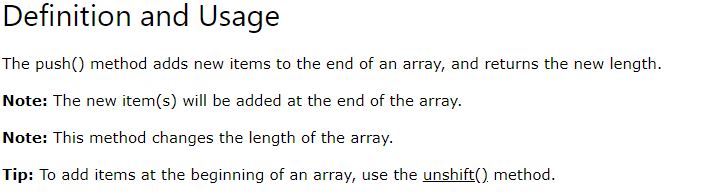 Definition and Usage
The push() method adds new items to the end of an array, and returns the new length.
Note: The new item(s) will be added at the end of the array.
Note: This method changes the length of the array.
Tip: To add items at the beginning of an array, use the unshift() method.